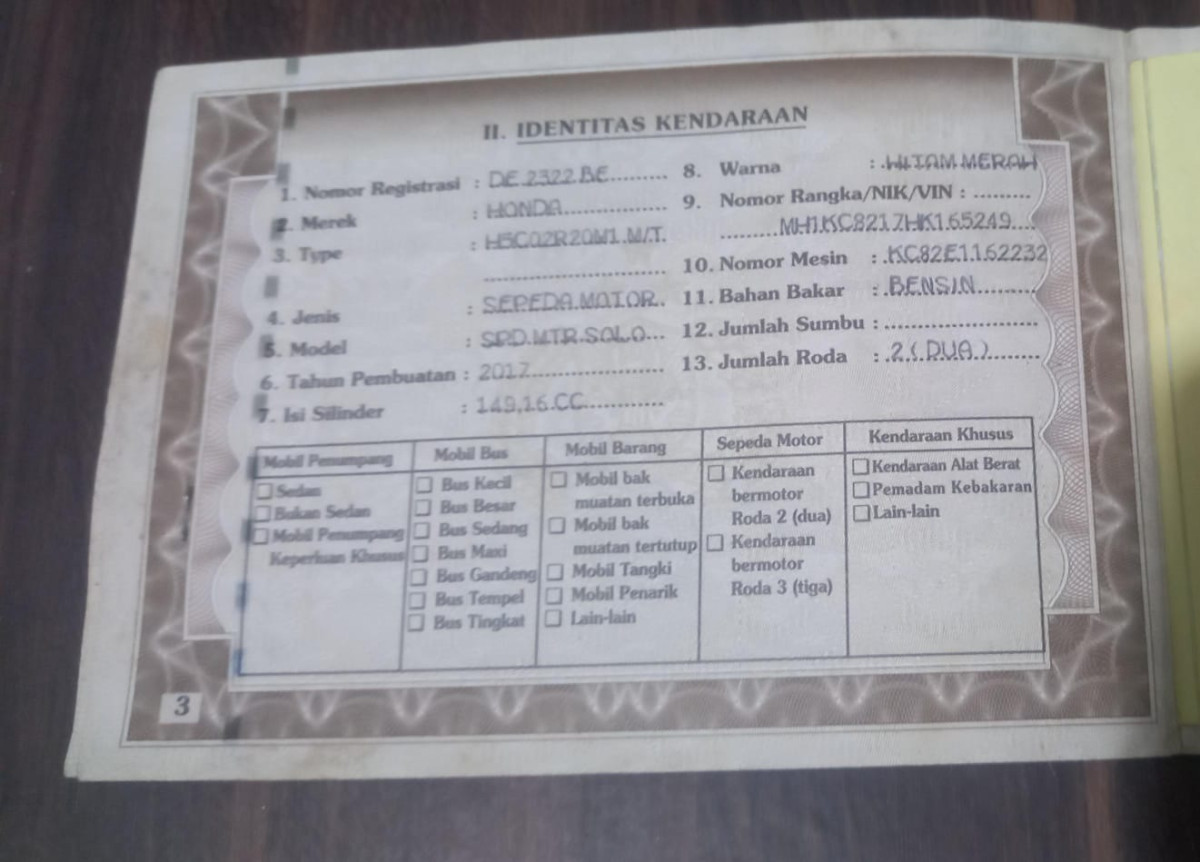 II. IDENTITAS KENDARAAN
1. Nomor Registrasi : DE 2322 BE
2. Merek : HONDA
3. Type : H5C02R20M1 M/T
4. Jenis : SEPEDA MOTOR
5. Model : SPD.MTR.SOLO
6. Tahun Pembuatan : 2017
7. Isi Silinder : 149,16 CC
8. Warna : HITAM MERAH
9. Nomor Rangka/NIK/VIN :
MH1KC8217HK165249
10. Nomor Mesin : KC82E1162232
11. Bahan Bakar : BENSIN
12. Jumlah Sumbu :
13. Jumlah Roda : 2 ( DUA )
Mobil Penumpang
Sedan
Bukan Sedan
Mobil Penumpang
Keperluan Khusus
Mobil Bus
Bus Kecil
Bus Besar
Bus Sedang
Bus Maxi
Bus Gandeng
Bus Tempel
Bus Tingkat
Mobil Barang
Mobil bak
muatan terbuka
Mobil bak
muatan tertutup
Mobil Tangki
Mobil Penarik
Lain-lain
Sepeda Motor
Kendaraan
bermotor
Roda 2 (dua)
Kendaraan
bermotor
Roda 3 (tiga)
Kendaraan Khusus
Kendaraan Alat Berat
Pemadam Kebakaran
Lain-lain
3